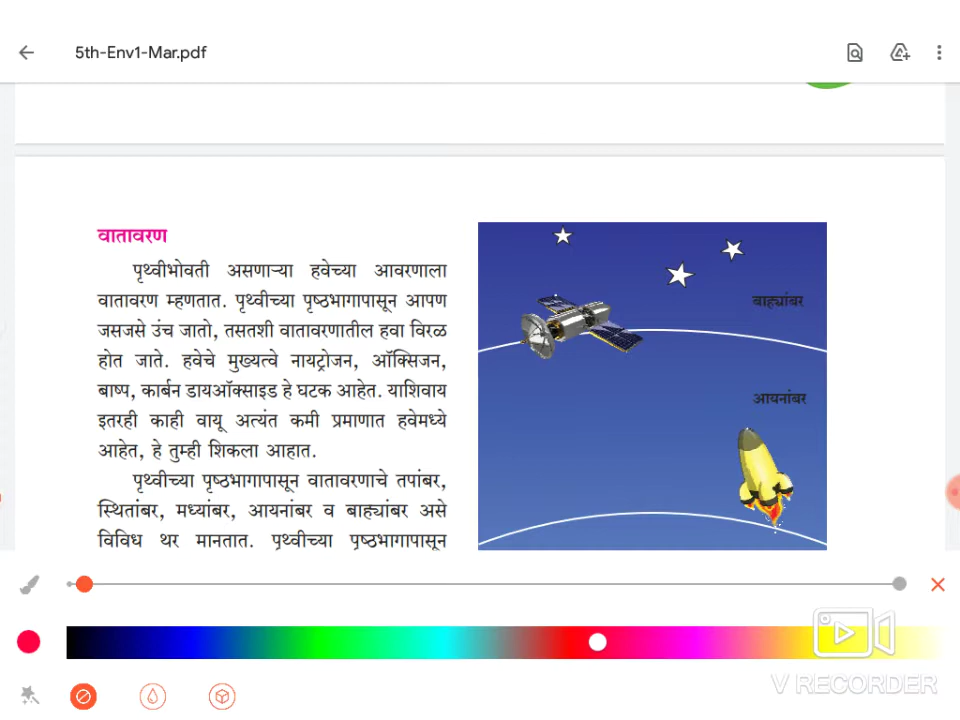 5th-Env1-Mar.pdf
वातावरण
पृथ्वीभोवती असणाऱ्या हवेच्या आवरणाला
वातावरण म्हणतात. पृथ्वीच्या पृष्ठभागापासून आपण
जसजसे उंच जातो, तसतशी वातावरणातील हवा विरळ
होत जाते. हवेचे मुख्यत्वे नायट्रोजन, ऑक्सिजन,
बाष्प, कार्बन डायऑक्साइड हे घटक आहेत. याशिवाय
इतरही काही वायू अत्यंत कमी प्रमाणात हवेमध्ये
आहेत, हे तुम्ही शिकला आहात.
पृथ्वीच्या पृष्ठभागापासून वातावरणाचे तपांबर,
स्थितांबर, मध्यांबर, आयनांबर व बाह्यांबर असे
विविध थर मानतात. पृथ्वीच्या पृष्ठभागापासून
बाह्यांबर
आयनांबर
V RECORDER